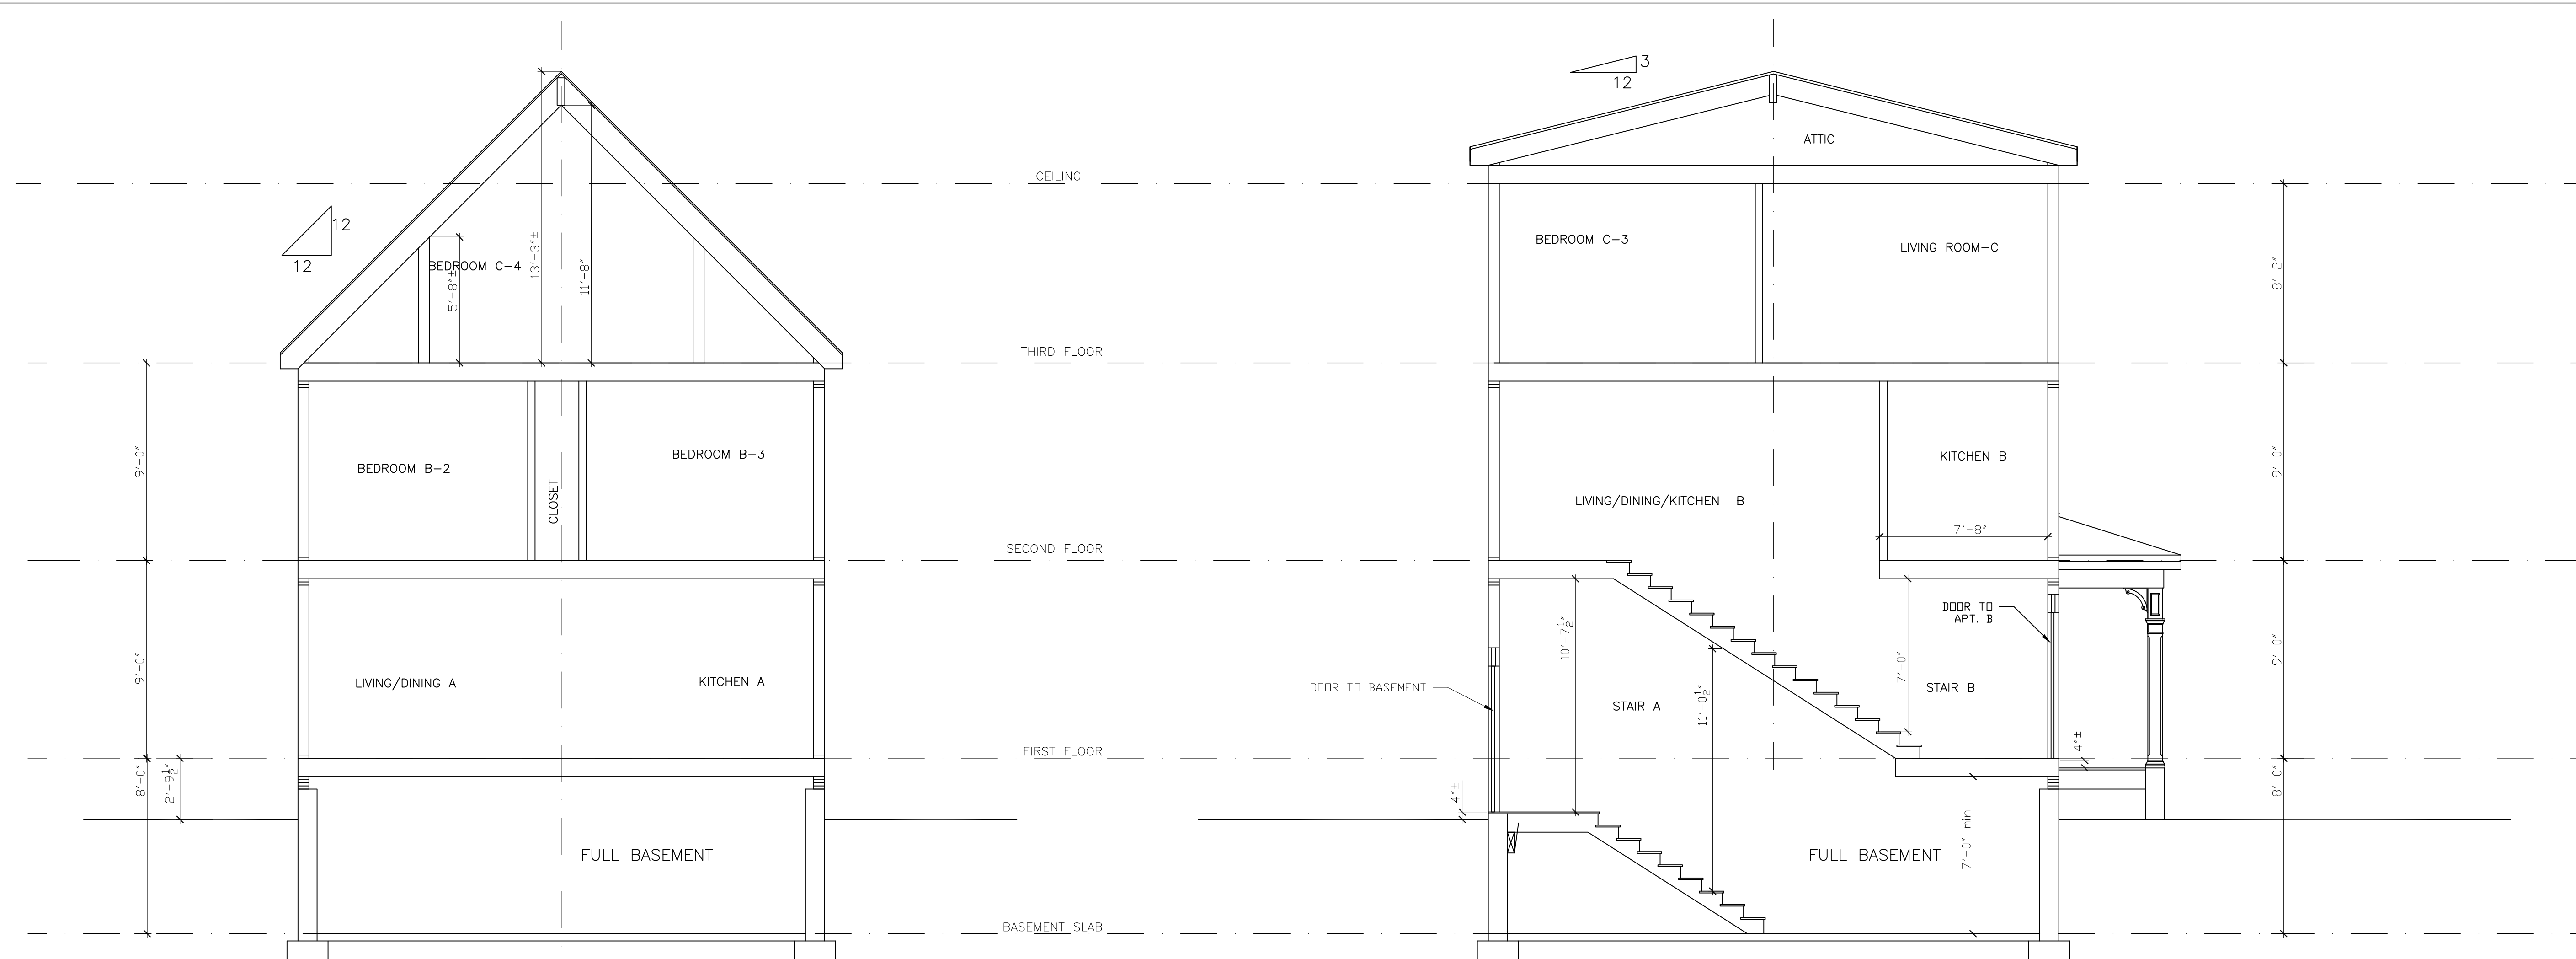 3
12
ATTIC
CEILING
12
12
BEDROOM C-4
5'-8"±
13'-3"±
11'-8"
BEDROOM C-3
LIVING ROOM-C
8'-2"
THIRD FLOOR
9'-0"
BEDROOM B-2
CLOSET
BEDROOM B-3
KITCHEN B
LIVING/DINING/KITCHEN B
7'-8"
9'-0"
SECOND FLOOR
9'-0"
LIVING/DINING A
KITCHEN A
DOOR TO BASEMENT
10'-7½"
STAIR A
11'-0½"
7'-0"
DOOR TO
APT. B
STAIR B
9'-0"
4"±
FIRST FLOOR
8'-0"
2'-9½"
FULL BASEMENT
4"±
7'-0" min
FULL BASEMENT
8'-0"
BASEMENT SLAB